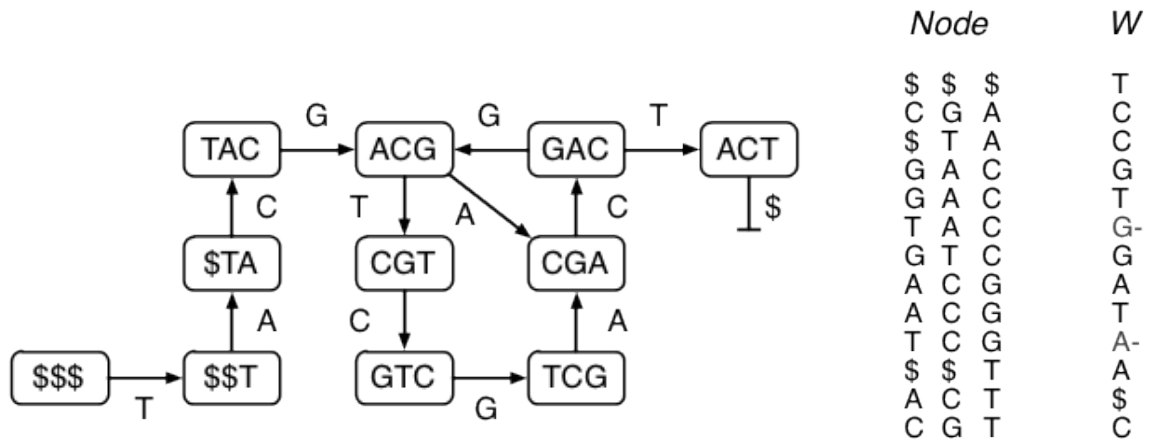 Node W
G G T
TAC ACG GAC ACT
C T A C $
$TA CGT CGA
A C A
$$$ $$T GTC TCG
T G
$ $ $ T
C G A C
$ T A C
G A C G
G A C T
T A C G-
G T C G
A C G A
A C G T
T C G A-
$ $ T A
A C T $
C G T C